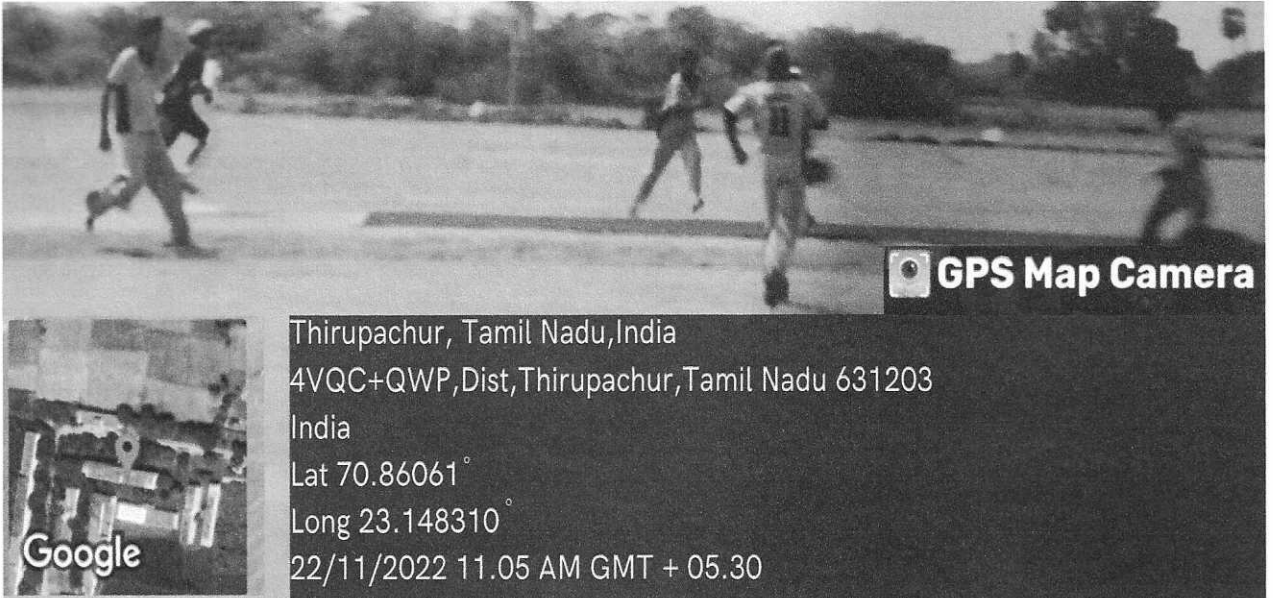 GPS Map Camera
Thirupachur, Tamil Nadu,India
4VQC+QWP,Dist,Thirupachur,Tamil Nadu 631203
India
Lat 70.86061°
Long 23.148310°
22/11/2022 11.05 AM GMT + 05.30
Google